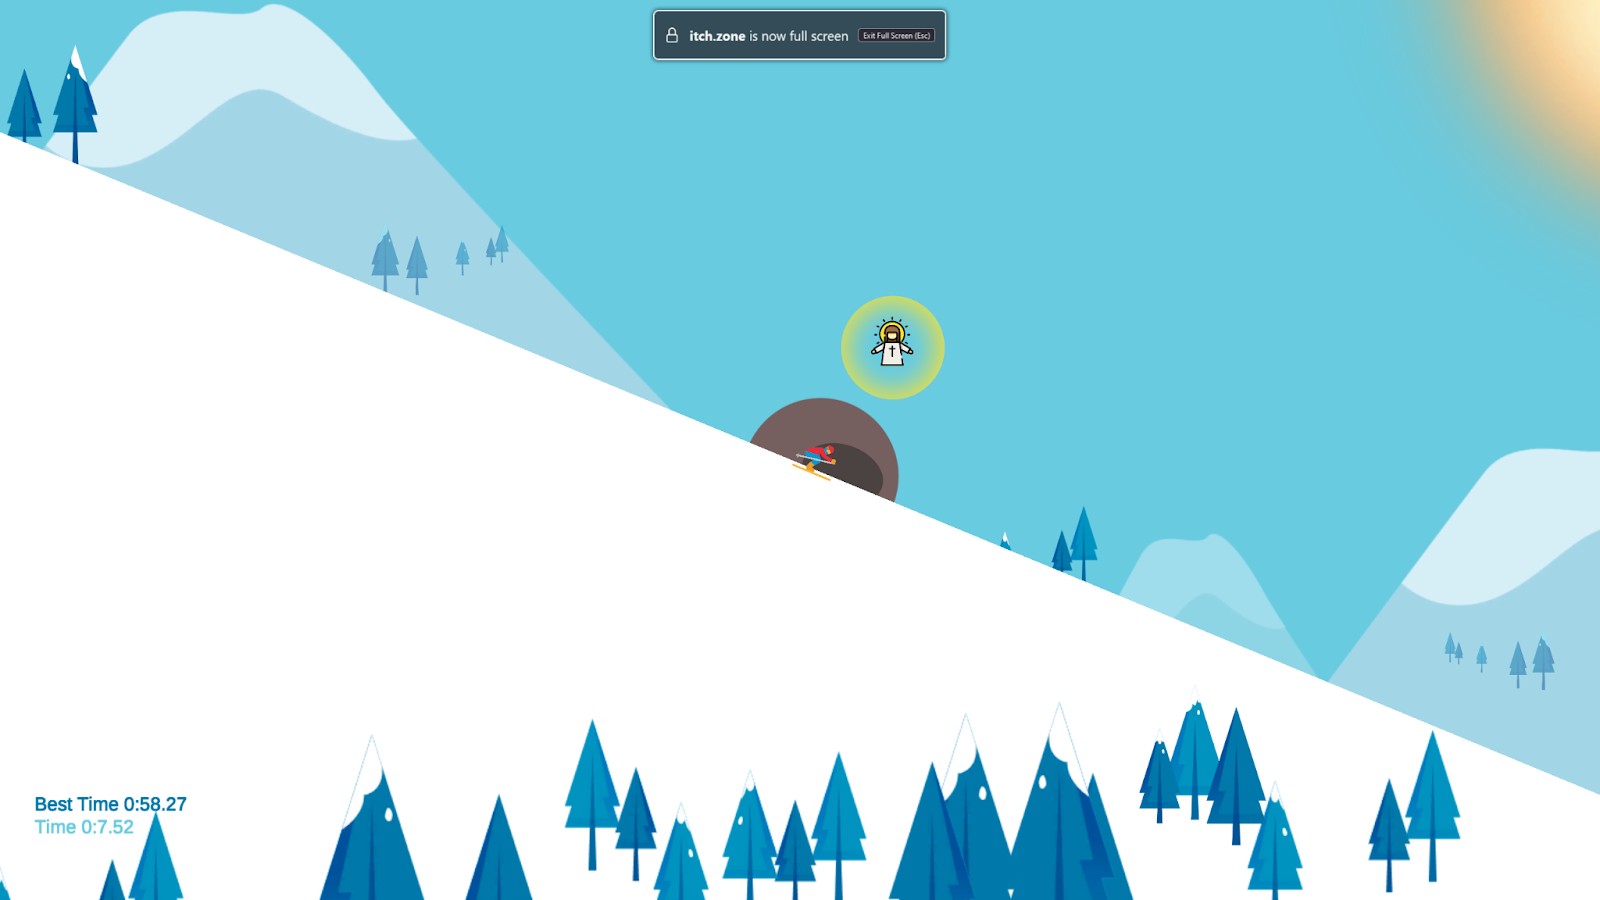 itch.zone is now full screen Exit Full Screen (Esc)
Best Time 0:58.27
Time 0:7.52